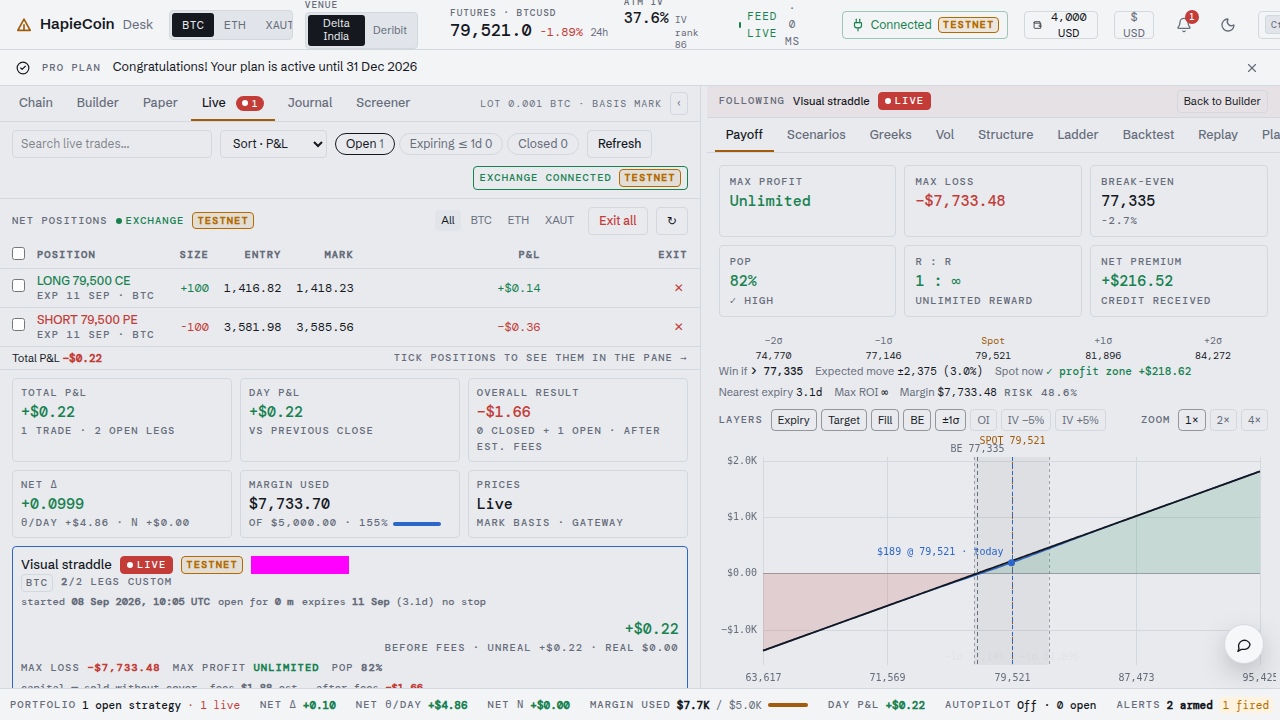 HapieCoin Desk
BTC ETH XAUT
VENUE
Delta India Deribit
FUTURES · BTCUSD
79,521.0 -1.89% 24h
ATM IV
37.6% IV rank 86
FEED LIVE · 0 MS
Connected TESTNET
4,000 USD
$ USD
1
PRO PLAN Congratulations! Your plan is active until 31 Dec 2026
Chain Builder Paper Live 1 Journal Screener
LOT 0.001 BTC · BASIS MARK
Search live trades…
Sort · P&L
Open 1 Expiring ≤ 1d 0 Closed 0
Refresh
EXCHANGE CONNECTED TESTNET
NET POSITIONS EXCHANGE TESTNET
All BTC ETH XAUT Exit all ↻
POSITION SIZE ENTRY MARK P&L EXIT
LONG 79,500 CE +100 1,416.82 1,418.23 +$0.14 ×
EXP 11 SEP · BTC
SHORT 79,500 PE -100 3,581.98 3,585.56 −$0.36 ×
EXP 11 SEP · BTC
Total P&L −$0.22 TICK POSITIONS TO SEE THEM IN THE PANE →
TOTAL P&L
+$0.22
1 TRADE · 2 OPEN LEGS
DAY P&L
+$0.22
VS PREVIOUS CLOSE
OVERALL RESULT
−$1.66
0 CLOSED + 1 OPEN · AFTER EST. FEES
NET Δ
+0.0999
Θ/DAY +$4.86 · N +$0.00
MARGIN USED
$7,733.70
OF $5,000.00 · 155%
PRICES
Live
MARK BASIS · GATEWAY
Visual straddle LIVE TESTNET
BTC 2/2 LEGS CUSTOM
started 08 Sep 2026, 10:05 UTC open for 0 m expires 11 Sep (3.1d) no stop
+$0.22
BEFORE FEES · UNREAL +$0.22 · REAL $0.00
MAX LOSS −$7,733.48 MAX PROFIT UNLIMITED POP 82%
capital — sold without cover fees $1.88 est. after fees −$1.66
FOLLOWING Visual straddle LIVE Back to Builder
Payoff Scenarios Greeks Vol Structure Ladder Backtest Replay Pla
MAX PROFIT
Unlimited
MAX LOSS
−$7,733.48
BREAK-EVEN
77,335
-2.7%
POP
82%
✓ HIGH
R : R
1 : ∞
UNLIMITED REWARD
NET PREMIUM
+$216.52
CREDIT RECEIVED
−2σ −1σ Spot +1σ +2σ
74,770 77,146 79,521 81,896 84,272
Win if > 77,335 Expected move ±2,375 (3.0%) Spot now ✓ profit zone +$218.62
Nearest expiry 3.1d Max ROI ∞ Margin $7,733.48 RISK 48.6%
LAYERS Expiry Target Fill BE ±1σ OI IV −5% IV +5% ZOOM 1× 2× 4×
SPOT 79,521
BE 77,335
$2.0K
$1.0K
$189 @ 79,521 · today
$0.00
−$1.0K
63,617 71,569 79,521 87,473 95,425
PORTFOLIO 1 open strategy · 1 live NET Δ +0.10 NET Θ/DAY +$4.86 NET N +$0.00 MARGIN USED $7.7K / $5.0K DAY P&L +$0.22 AUTOPILOT Off · 0 open ALERTS 2 armed 1 fired